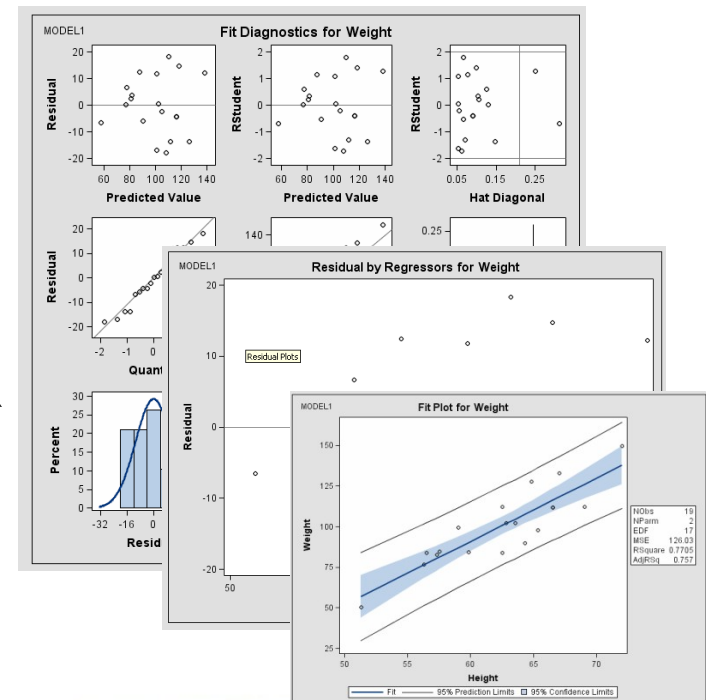 MODEL1
Fit Diagnostics for Weight
Residual
20
10
0
-10
-20
60 80 100 120 140
Predicted Value
RStudent
2
1
0
-1
-2
60 80 100 120 140
Predicted Value
RStudent
2
1
0
-1
-2
0.05 0.15 0.25
Hat Diagonal
Residual
20
10
0
-10
-20
-2 -1 0
Quant
140
0.25
Percent
30
25
20
15
10
5
0
-32 -16 0
Resid
MODEL1
Residual by Regressors for Weight
Residual
20
10
0
-10
-20
50
Residual Plots
MODEL1
Fit Plot for Weight
Weight
150
125
100
75
50
25
50 55 60 65 70
Height
NObs 19
NParm 2
EDF 17
MSE 126.03
RSquare 0.7705
AdjRSq 0.757
Fit 95% Prediction Limits 95% Confidence Limits